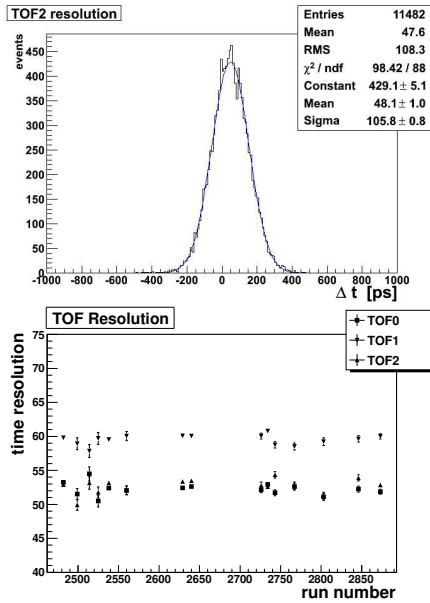 TOF2 resolution
Entries 11482
Mean 47.6
RMS 108.3
χ² / ndf 98.42 / 88
Constant 429.1 ± 5.1
Mean 48.1 ± 1.0
Sigma 105.8 ± 0.8
events
450
400
350
300
250
200
150
100
50
0
-1000 -800 -600 -400 -200 0 200 400 600 800 1000
Δ t [ps]
TOF Resolution
TOF0
TOF1
TOF2
time resolution
75
70
65
60
55
50
45
40
2500 2550 2600 2650 2700 2750 2800 2850
run number